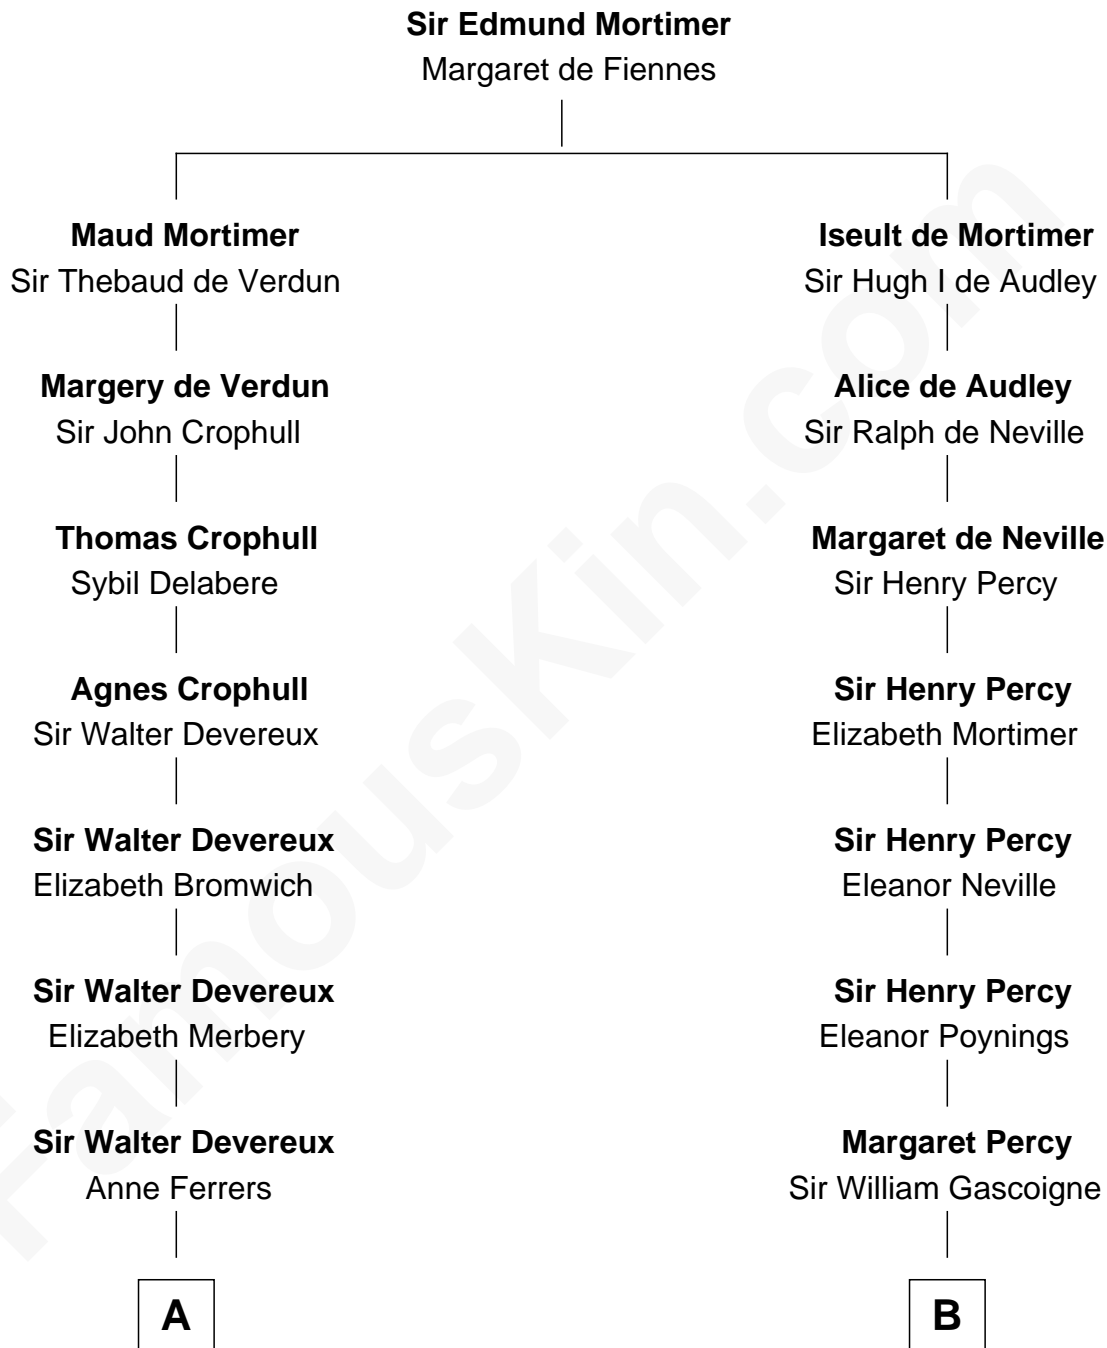 Sir Edmund Mortimer
Margaret de Fiennes
Maud Mortimer
Sir Thebaud de Verdun
Iseult de Mortimer
Sir Hugh I de Audley
Margery de Verdun
Sir John Crophull
Alice de Audley
Sir Ralph de Neville
Thomas Crophull
Sybil Delabere
Margaret de Neville
Sir Henry Percy
Agnes Crophull
Sir Walter Devereux
Sir Henry Percy
Elizabeth Mortimer
Sir Walter Devereux
Elizabeth Bromwich
Sir Henry Percy
Eleanor Neville
Sir Walter Devereux
Elizabeth Merbery
Sir Henry Percy
Eleanor Poynings
Sir Walter Devereux
Anne Ferrers
Margaret Percy
Sir William Gascoigne
A
B
FamousKin.com